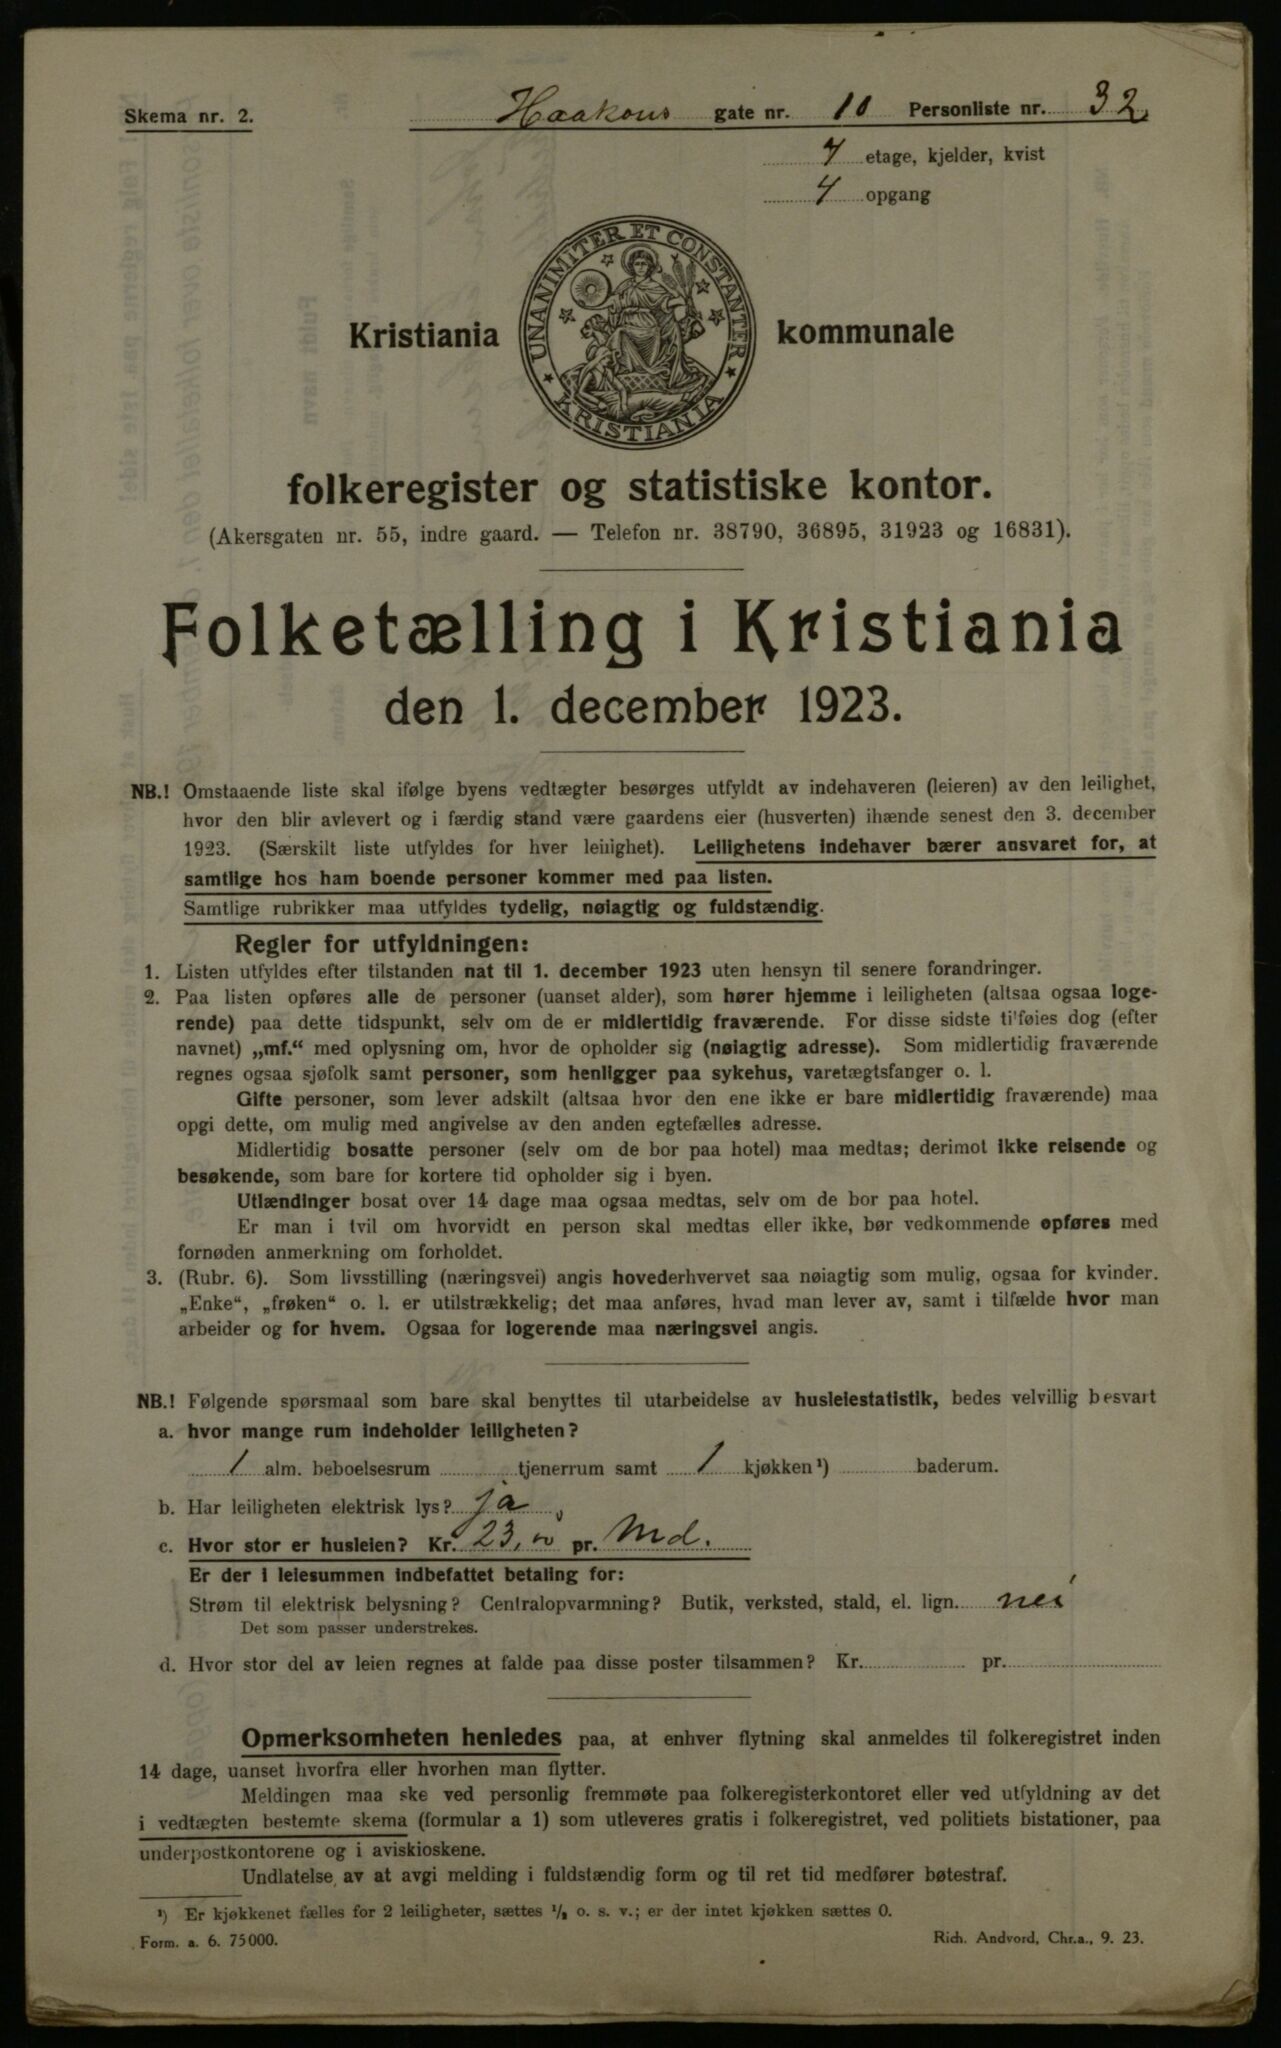 Skema nr. 2. Haakons gate nr. 10 Personliste nr. 32
4 etage, kjelder, kvist
4 opgang
UNANIMITER ET CONSTANTER
KRISTIANIA
Kristiania kommunale
folkeregister og statistiske kontor.
(Akersgaten nr. 55, indre gaard. — Telefon nr. 38790, 36895, 31923 og 16831).
Folketælling i Kristiania
den 1. december 1923.
NB.! Omstaaende liste skal ifølge byens vedtægter besørges utfyldt av indehaveren (leieren) av den leilighet,
hvor den blir avlevert og i færdig stand være gaardens eier (husverten) ihænde senest den 3. december
1923. (Særskilt liste utfyldes for hver leilighet). Leilighetens indehaver bærer ansvaret for, at
samtlige hos ham boende personer kommer med paa listen.
Samtlige rubrikker maa utfyldes tydelig, nøiagtig og fuldstændig.
Regler for utfyldningen:
1. Listen utfyldes efter tilstanden nat til 1. december 1923 uten hensyn til senere forandringer.
2. Paa listen opføres alle de personer (uanset alder), som hører hjemme i leiligheten (altsaa ogsaa loge-
rende) paa dette tidspunkt, selv om de er midlertidig fraværende. For disse sidste ti'føies dog (efter
navnet) „mf.“ med oplysning om, hvor de opholder sig (nøiagtig adresse). Som midlertidig fraværende
regnes ogsaa sjøfolk samt personer, som henligger paa sykehus, varetægtsfanger o. l.
Gifte personer, som lever adskilt (altsaa hvor den ene ikke er bare midlertidig fraværende) maa
opgi dette, om mulig med angivelse av den anden egtefælles adresse.
Midlertidig bosatte personer (selv om de bor paa hotel) maa medtas; derimot ikke reisende og
besøkende, som bare for kortere tid opholder sig i byen.
Utlændinger bosat over 14 dage maa ogsaa medtas, selv om de bor paa hotel.
Er man i tvil om hvorvidt en person skal medtas eller ikke, bør vedkommende opføres med
fornøden anmerkning om forholdet.
3. (Rubr. 6). Som livsstilling (næringsvei) angis hovederhvervet saa nøiagtig som mulig, ogsaa for kvinder.
„Enke“, „frøken“ o. l. er utilstrækkelig; det maa anføres, hvad man lever av, samt i tilfælde hvor man
arbeider og for hvem. Ogsaa for logerende maa næringsvei angis.
NB.! Følgende spørsmaal som bare skal benyttes til utarbeidelse av husleiestatistik, bedes velvillig besvart
a. hvor mange rum indeholder leiligheten?
1 alm. beboelsesrum tjenerrum samt 1 kjøkken¹) baderum.
b. Har leiligheten elektrisk lys? ja
c. Hvor stor er husleien? Kr. 23,00 pr. Md.
Er der i leiesummen indbefattet betaling for:
Strøm til elektrisk belysning? Centralopvarmning? Butik, verksted, stald, el. lign. nei
Det som passer understrekes.
d. Hvor stor del av leien regnes at falde paa disse poster tilsammen? Kr. pr.
Opmerksomheten henledes paa, at enhver flytning skal anmeldes til folkeregistret inden
14 dage, uanset hvorfra eller hvorhen man flytter.
Meldingen maa ske ved personlig fremmøte paa folkeregisterkontoret eller ved utfyldning av det
i vedtægten bestemte skema (formular a 1) som utleveres gratis i folkeregistret, ved politiets bistationer, paa
underpostkontorene og i aviskioskene.
Undlatelse av at avgi melding i fuldstændig form og til ret tid medfører bøtestraf.
¹) Er kjøkkenet fælles for 2 leiligheter, sættes ½ o. s. v.; er der intet kjøkken sættes 0.
Form. a. 6. 75000. Rich. Andvord, Chr.a., 9. 23.